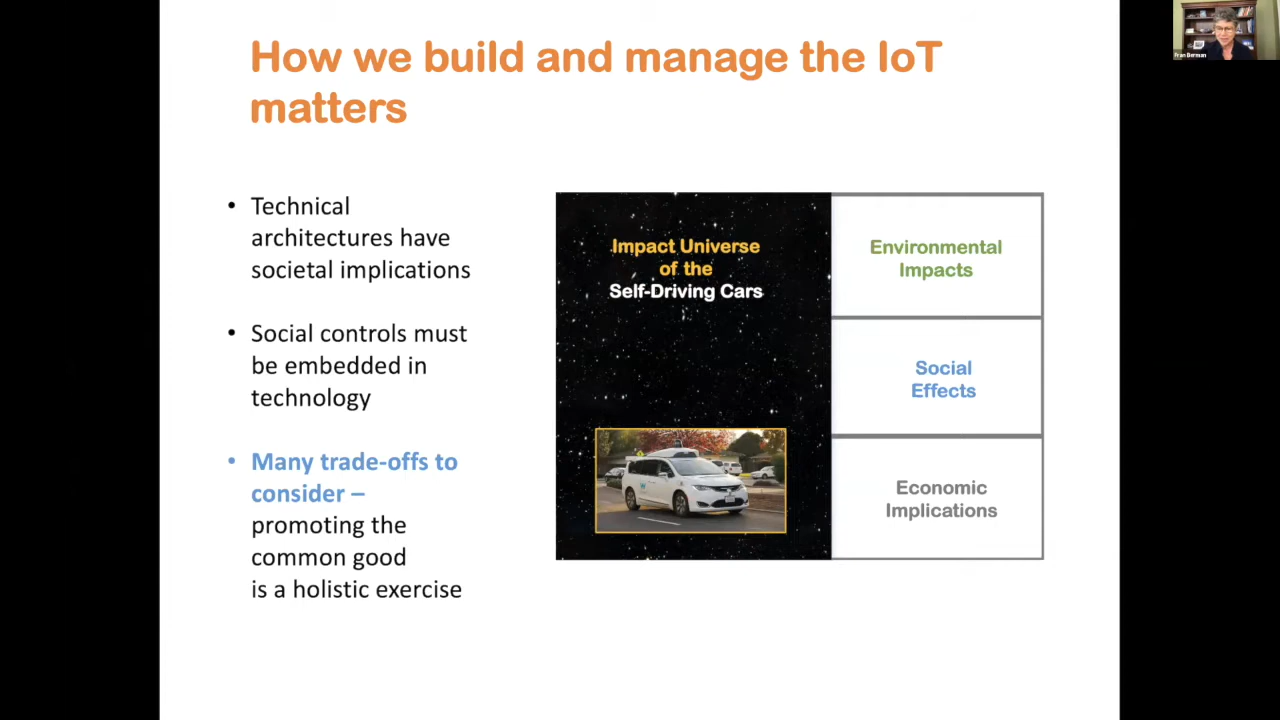 How we build and manage the IoT
matters
• Technical
architectures have
societal implications
• Social controls must
be embedded in
technology
• Many trade-offs to
consider –
promoting the
common good
is a holistic exercise
Impact Universe
of the
Self-Driving Cars
Environmental
Impacts
Social
Effects
Economic
Implications
Fran Berman